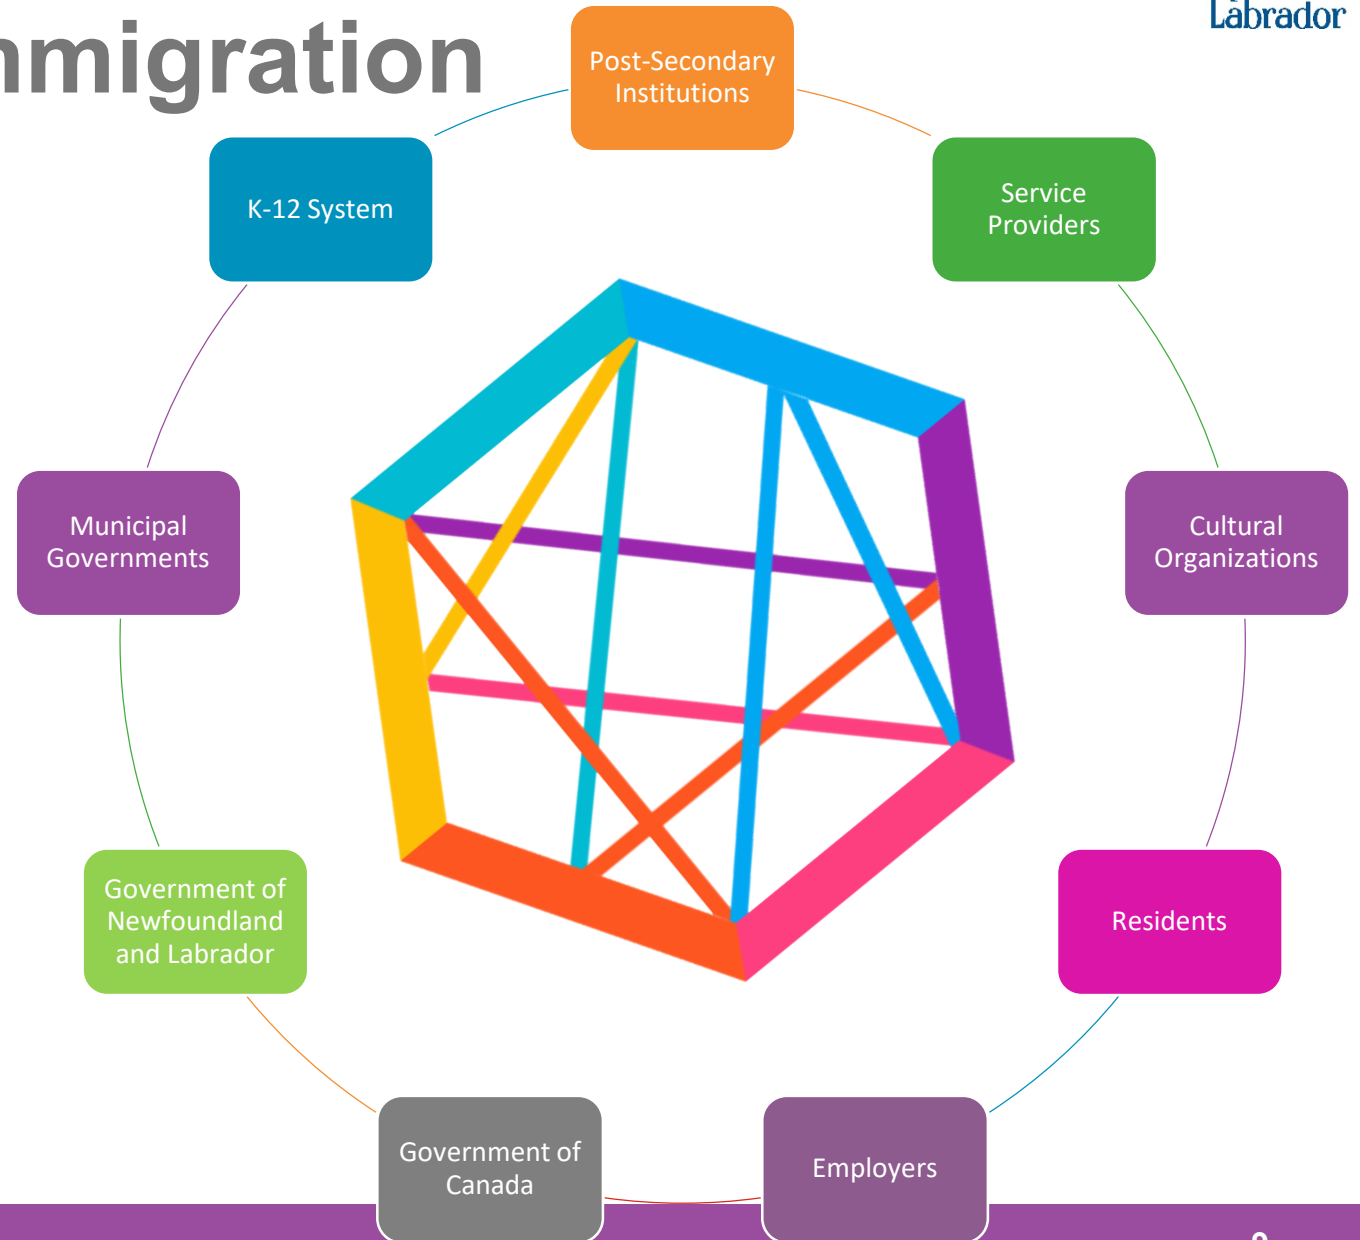 Labrador
Post-Secondary
Institutions
K-12 System
Service
Providers
Municipal
Governments
Cultural
Organizations
Government of
Newfoundland
and Labrador
Residents
Government of
Canada
Employers